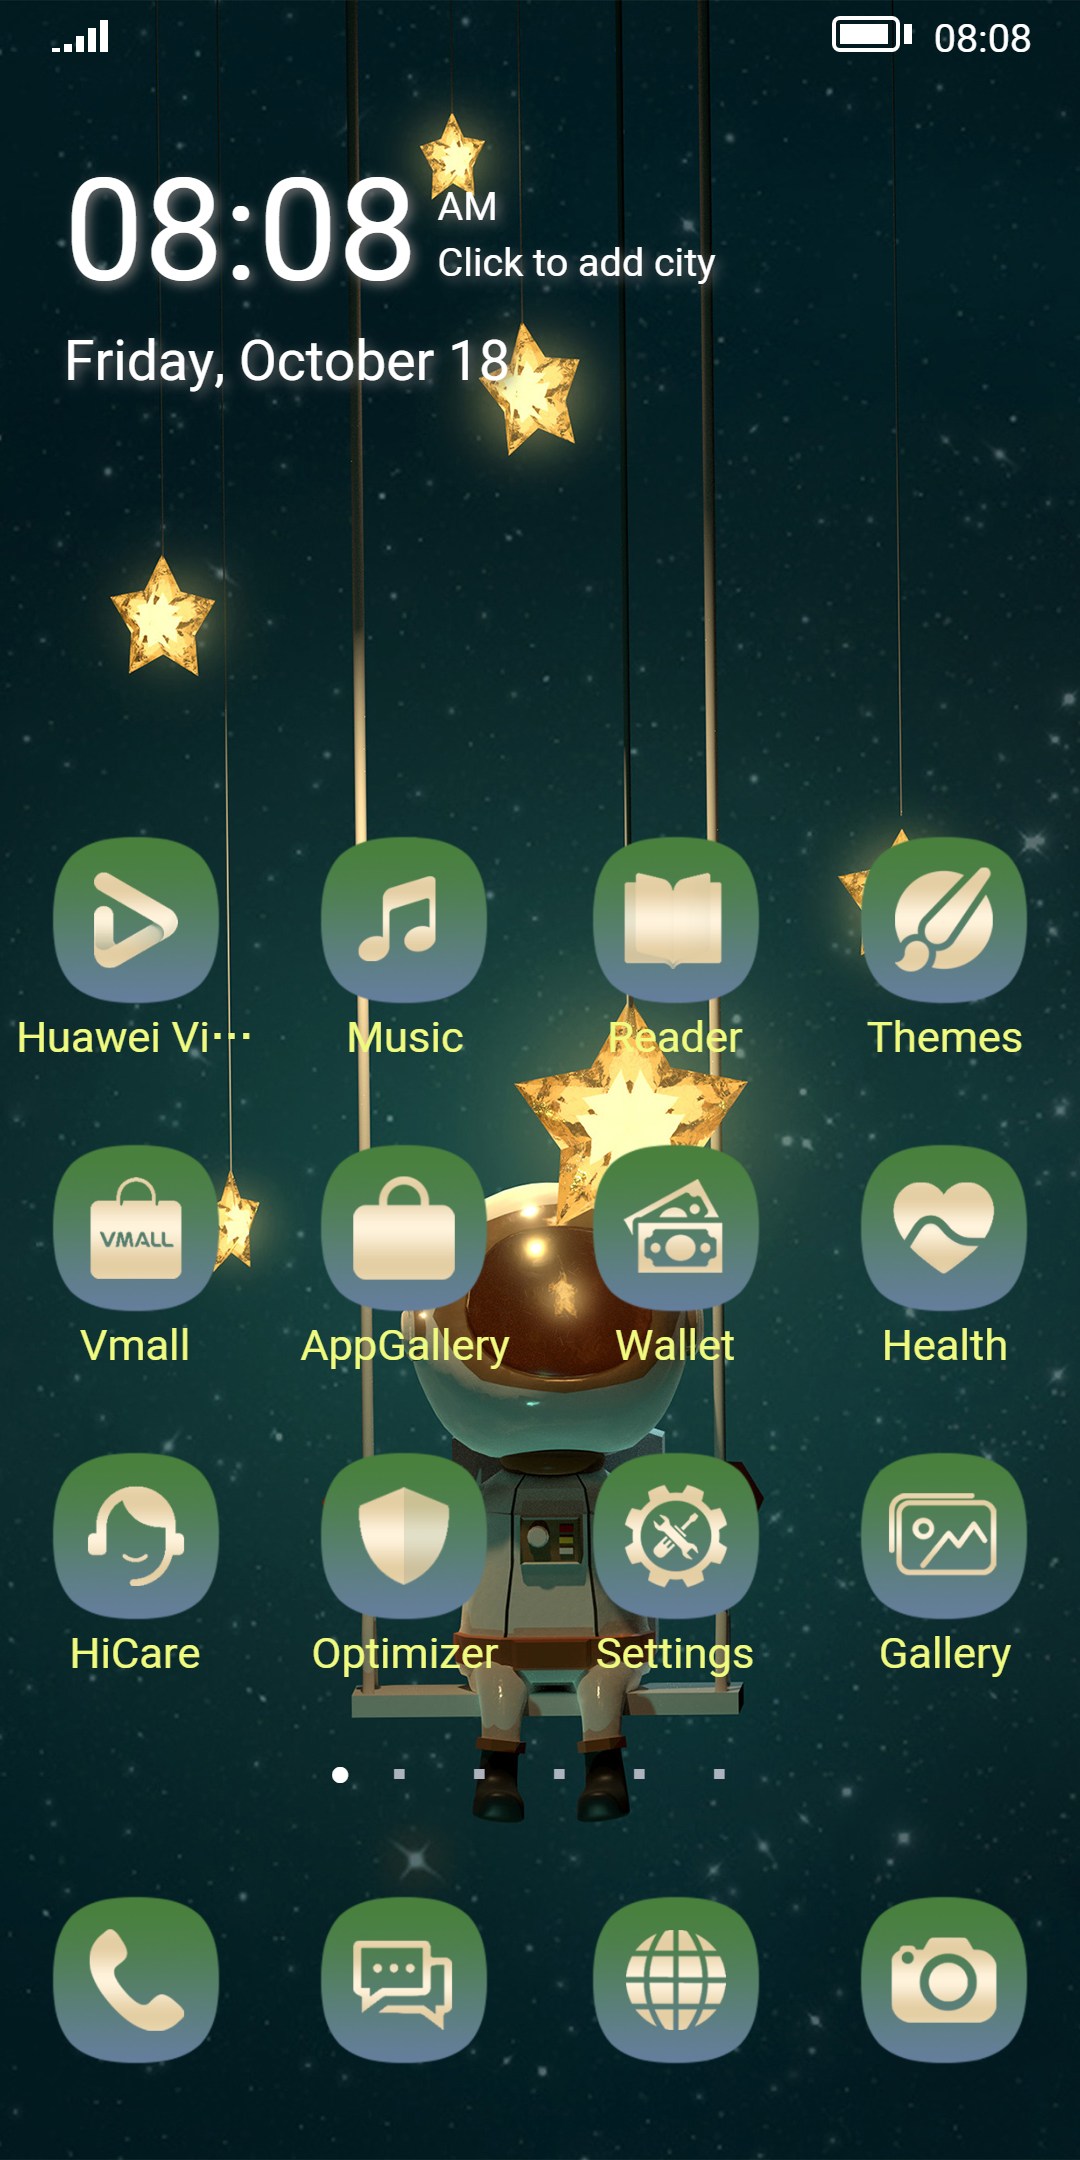 08:08
08:08 AM
Click to add city
Friday, October 18
Huawei Vi··· Music Reader Themes
VMALL
Vmall AppGallery Wallet Health
HiCare Optimizer Settings Gallery